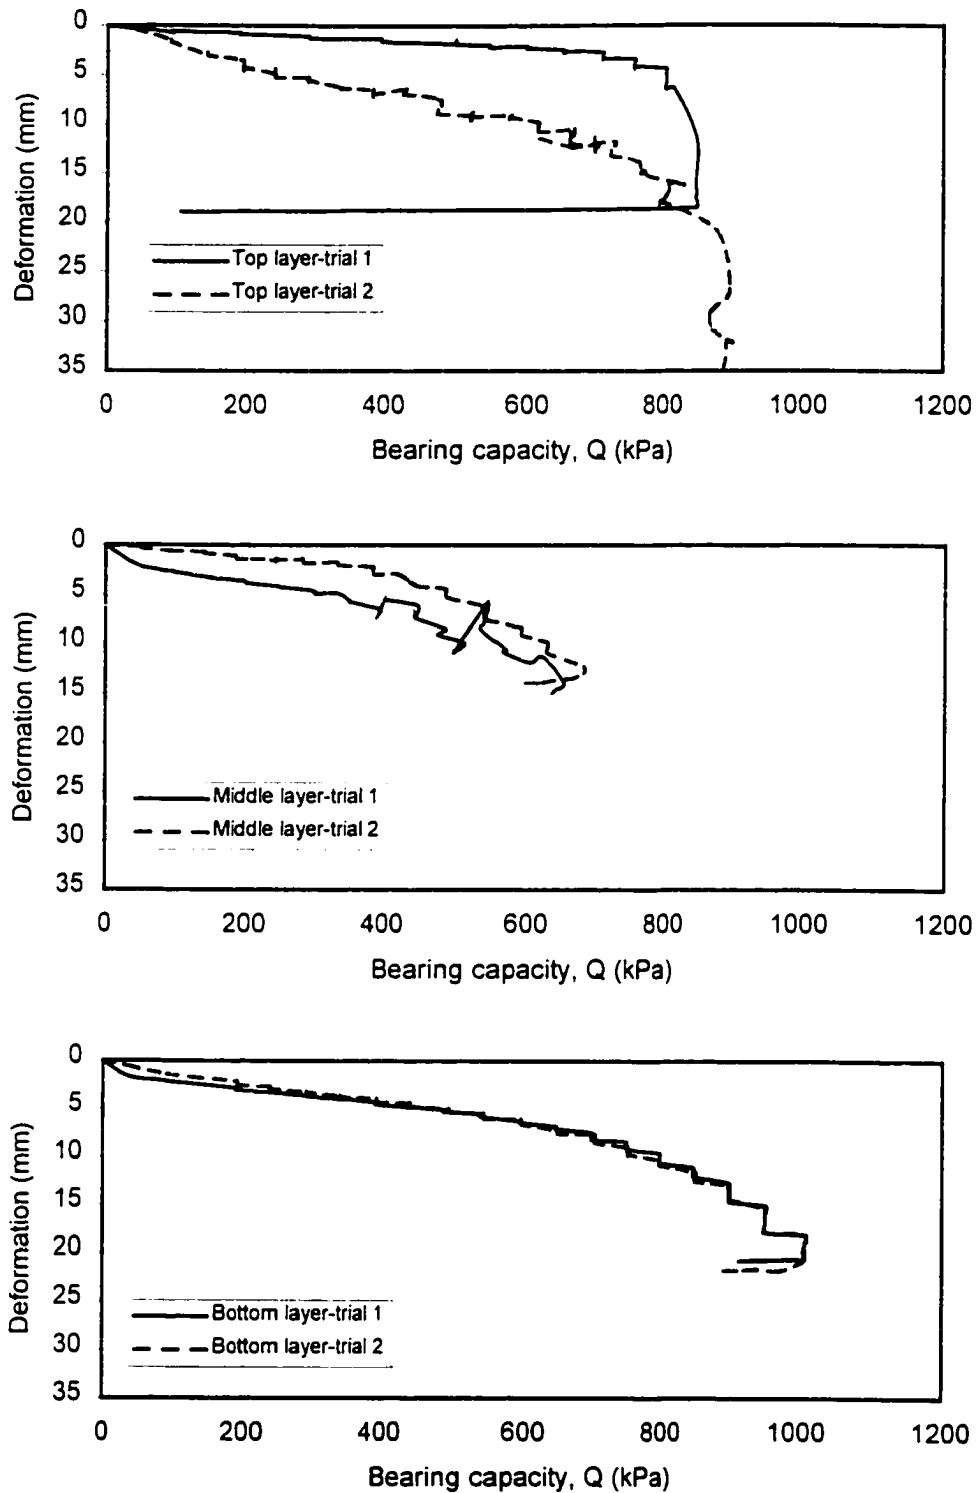 0
5
10
15
20
25
30
35
Deformation (mm)
Top layer-trial 1
Top layer-trial 2
0 200 400 600 800 1000 1200
Bearing capacity, Q (kPa)
0
5
10
15
20
25
30
35
Deformation (mm)
Middle layer-trial 1
Middle layer-trial 2
0 200 400 600 800 1000 1200
Bearing capacity, Q (kPa)
0
5
10
15
20
25
30
35
Deformation (mm)
Bottom layer-trial 1
Bottom layer-trial 2
0 200 400 600 800 1000 1200
Bearing capacity, Q (kPa)